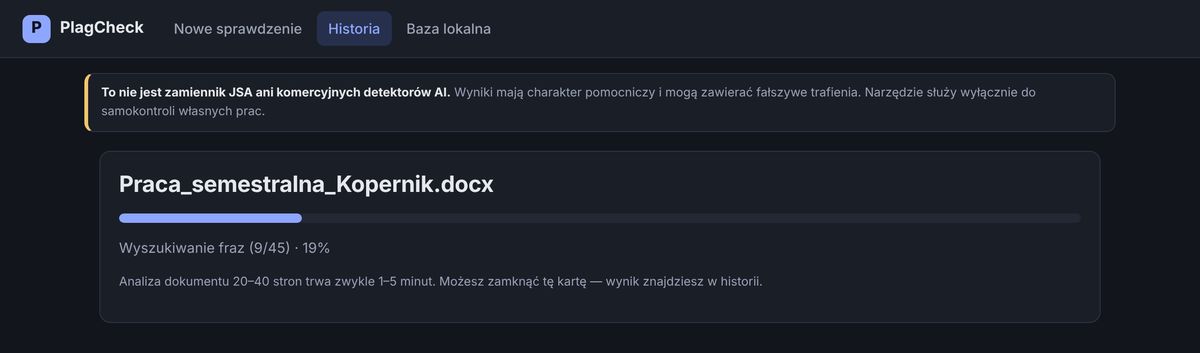 P PlagCheck Nowe sprawdzenie Historia Baza lokalna
To nie jest zamiennik JSA ani komercyjnych detektorów AI. Wyniki mają charakter pomocniczy i mogą zawierać fałszywe trafienia. Narzędzie służy wyłącznie do
samokontroli własnych prac.
Praca_semestralna_Kopernik.docx
Wyszukiwanie fraz (9/45) · 19%
Analiza dokumentu 20–40 stron trwa zwykle 1–5 minut. Możesz zamknąć tę kartę — wynik znajdziesz w historii.